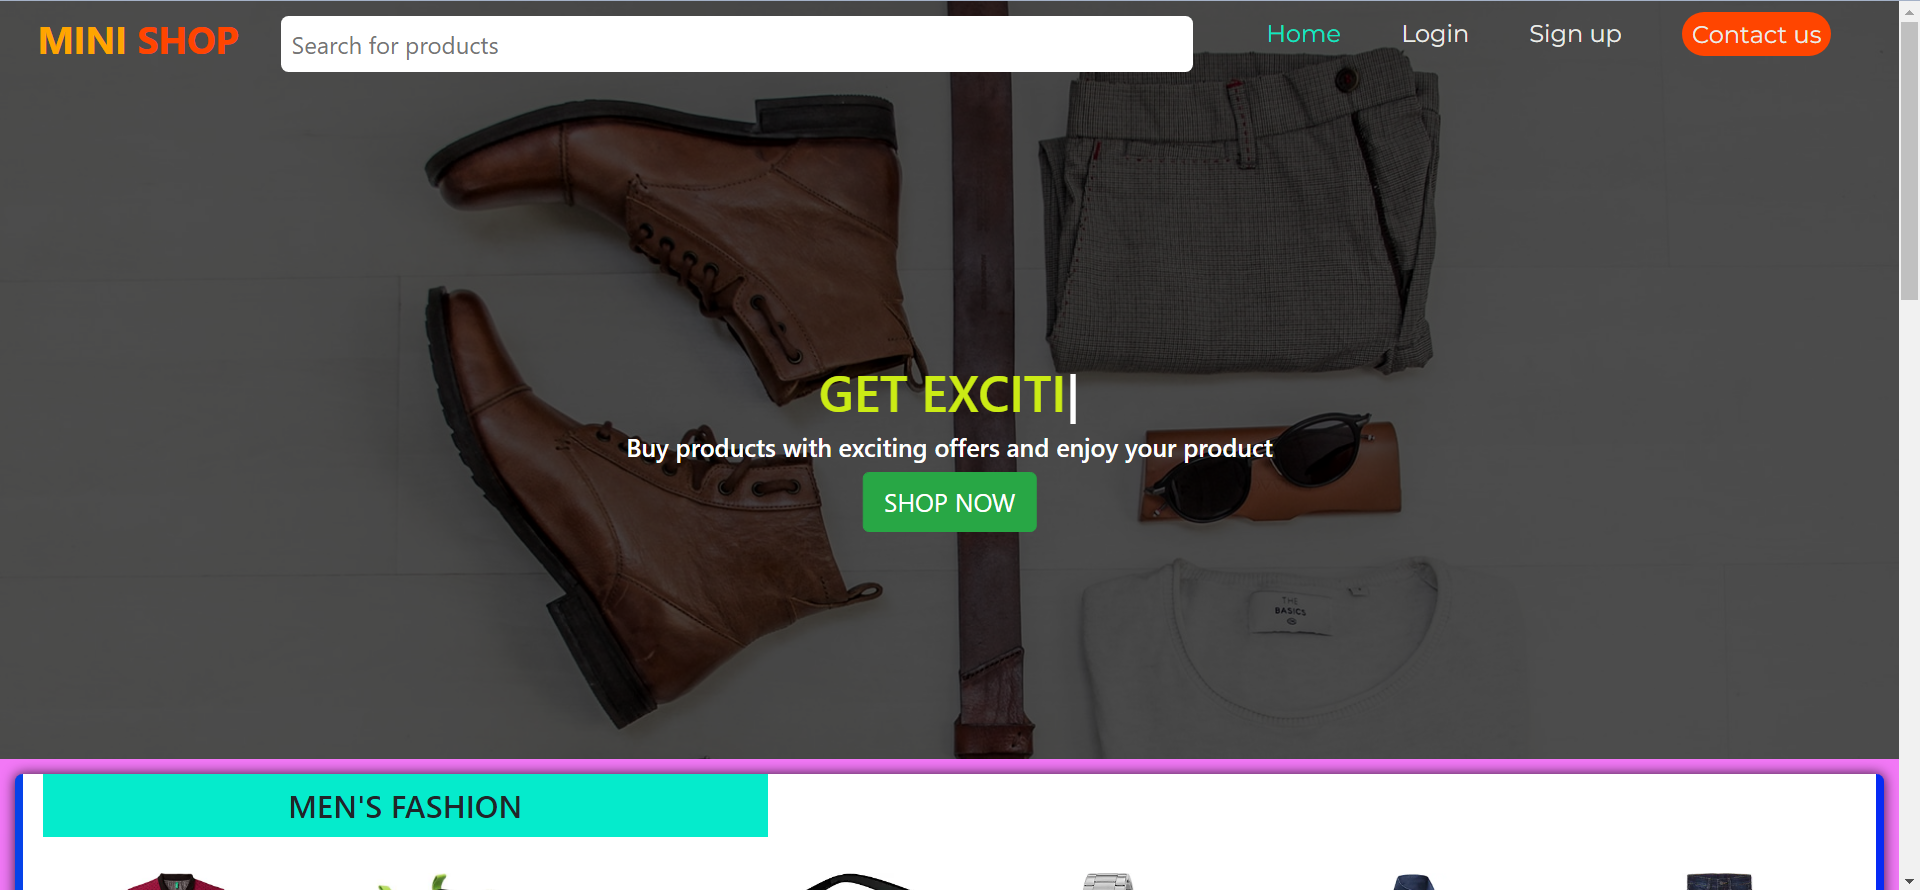 MINI SHOP
Search for products
Home
Login
Sign up
Contact us
GET EXCITI
Buy products with exciting offers and enjoy your product
SHOP NOW
THE
BASICS
MEN'S FASHION